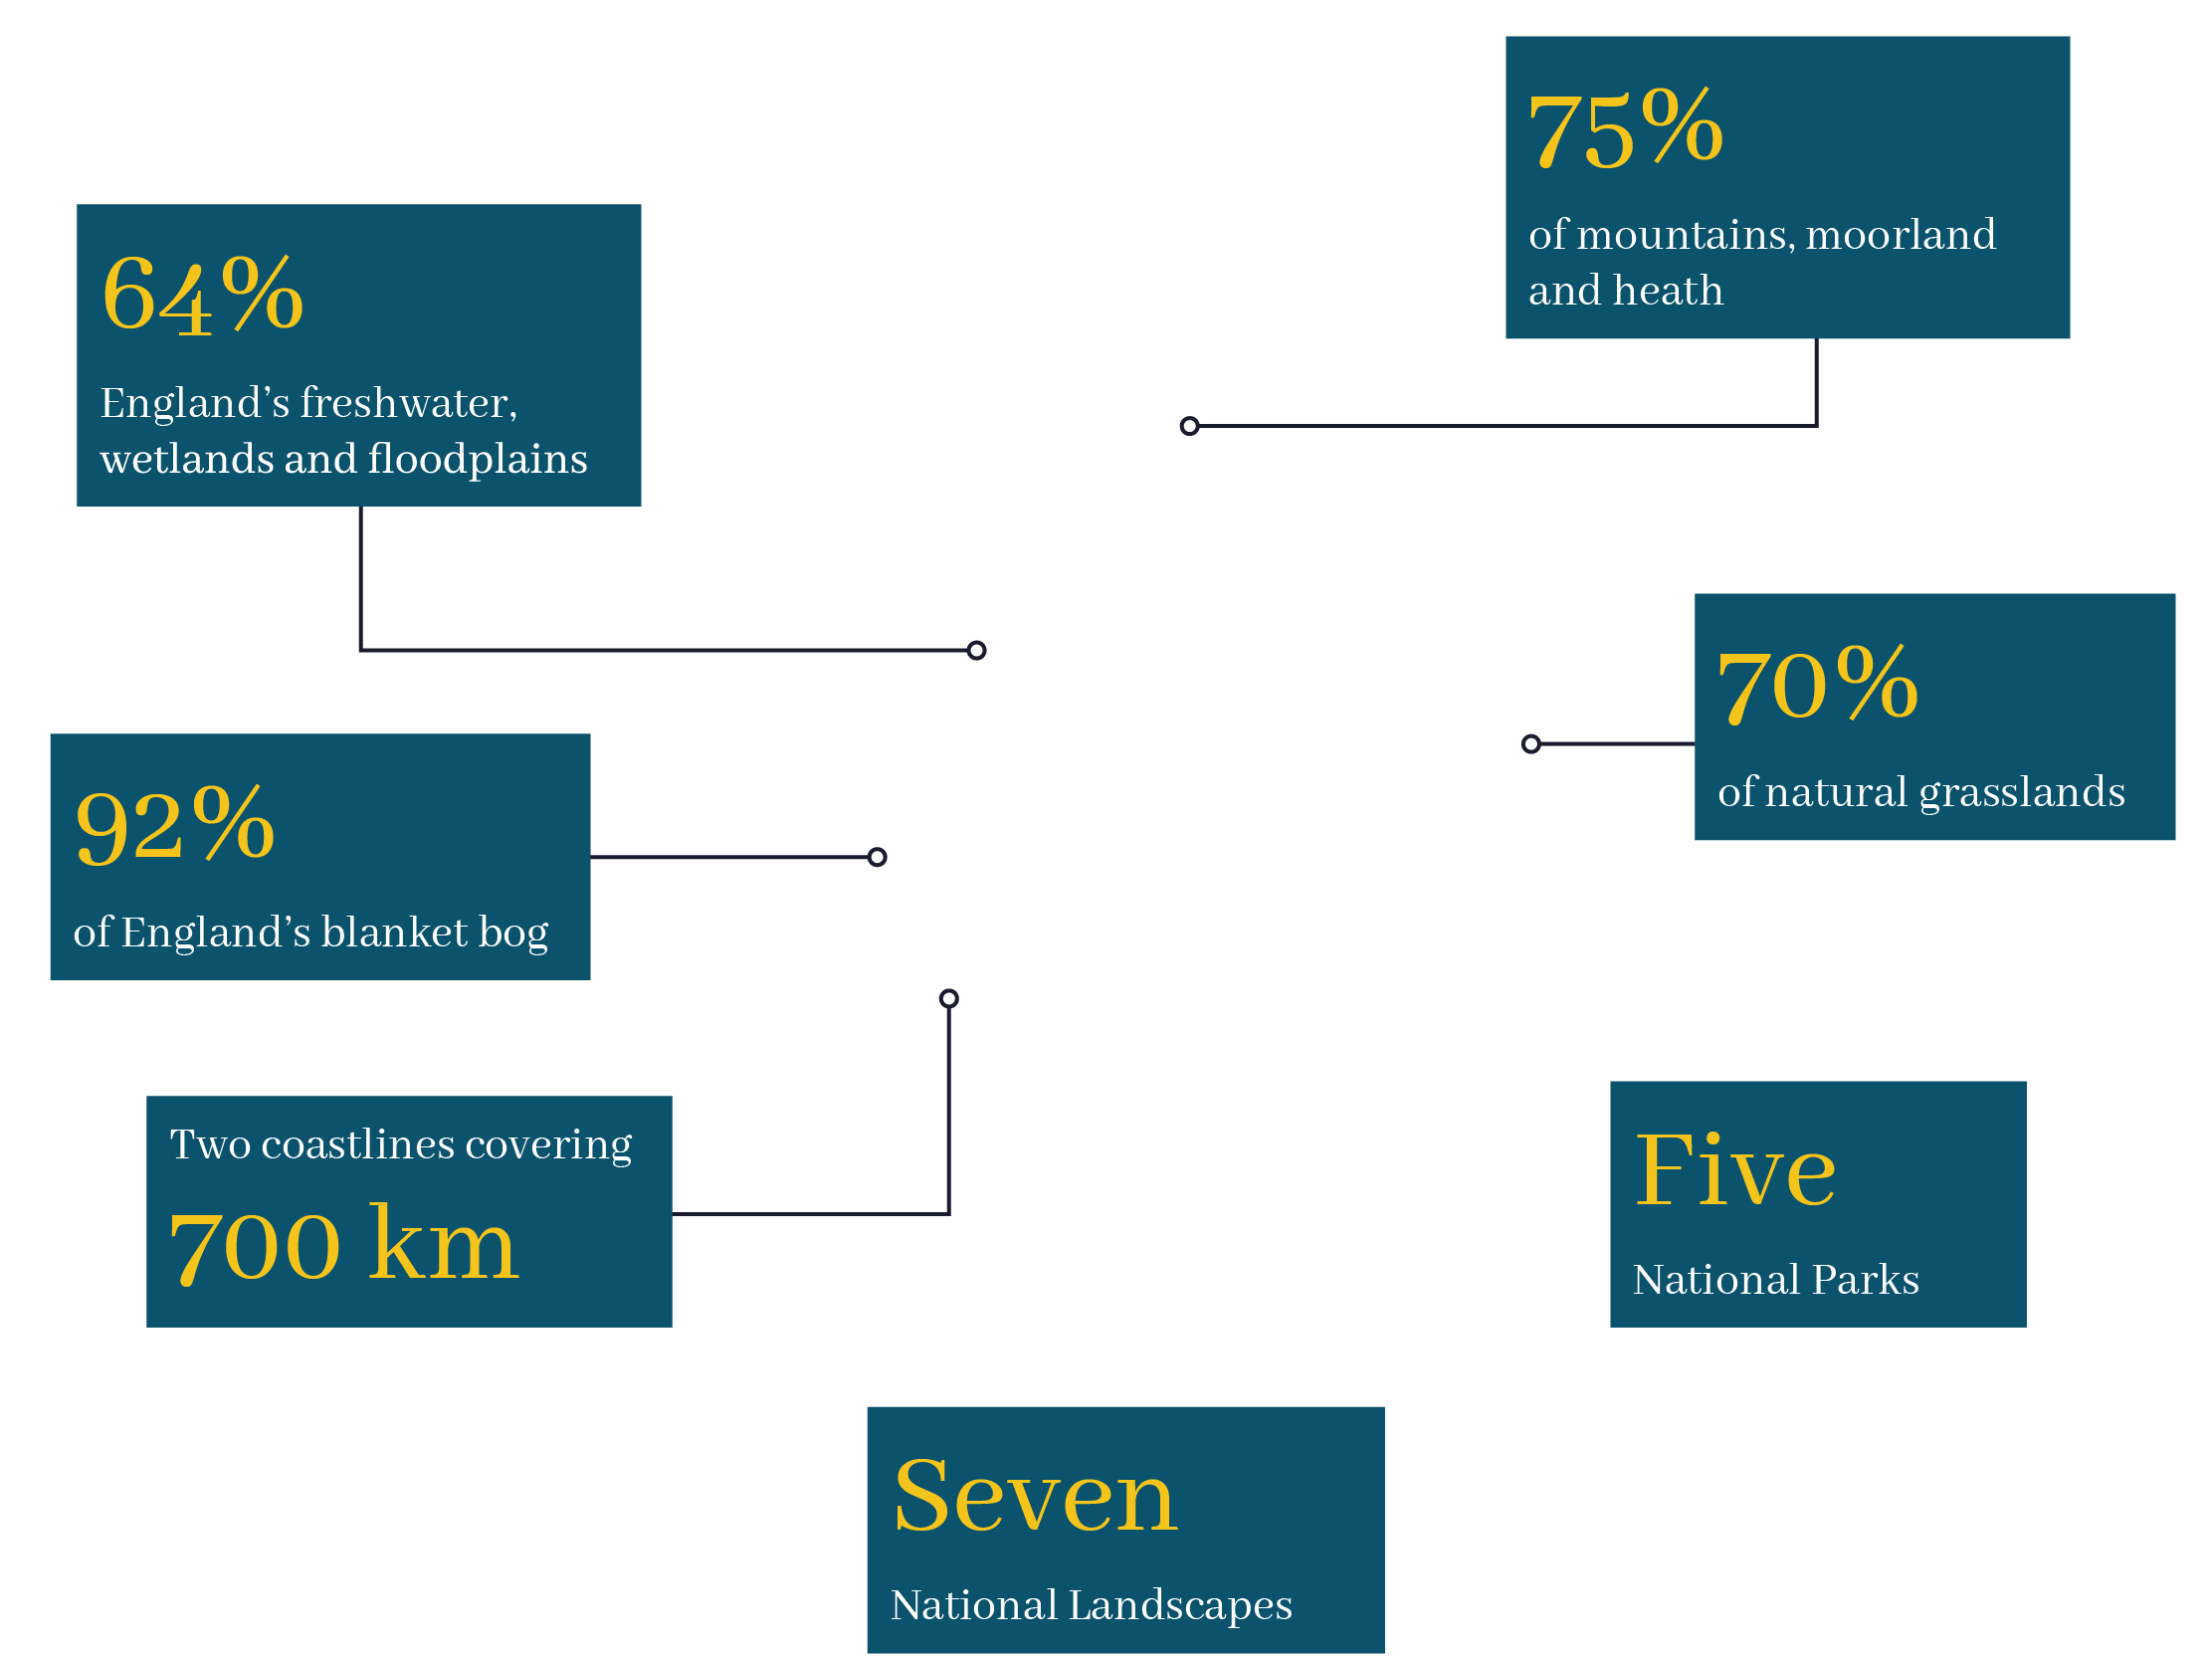 75%
of mountains, moorland
and heath
64%
England’s freshwater,
wetlands and floodplains
70%
of natural grasslands
92%
of England’s blanket bog
Two coastlines covering
700 km
Five
National Parks
Seven
National Landscapes